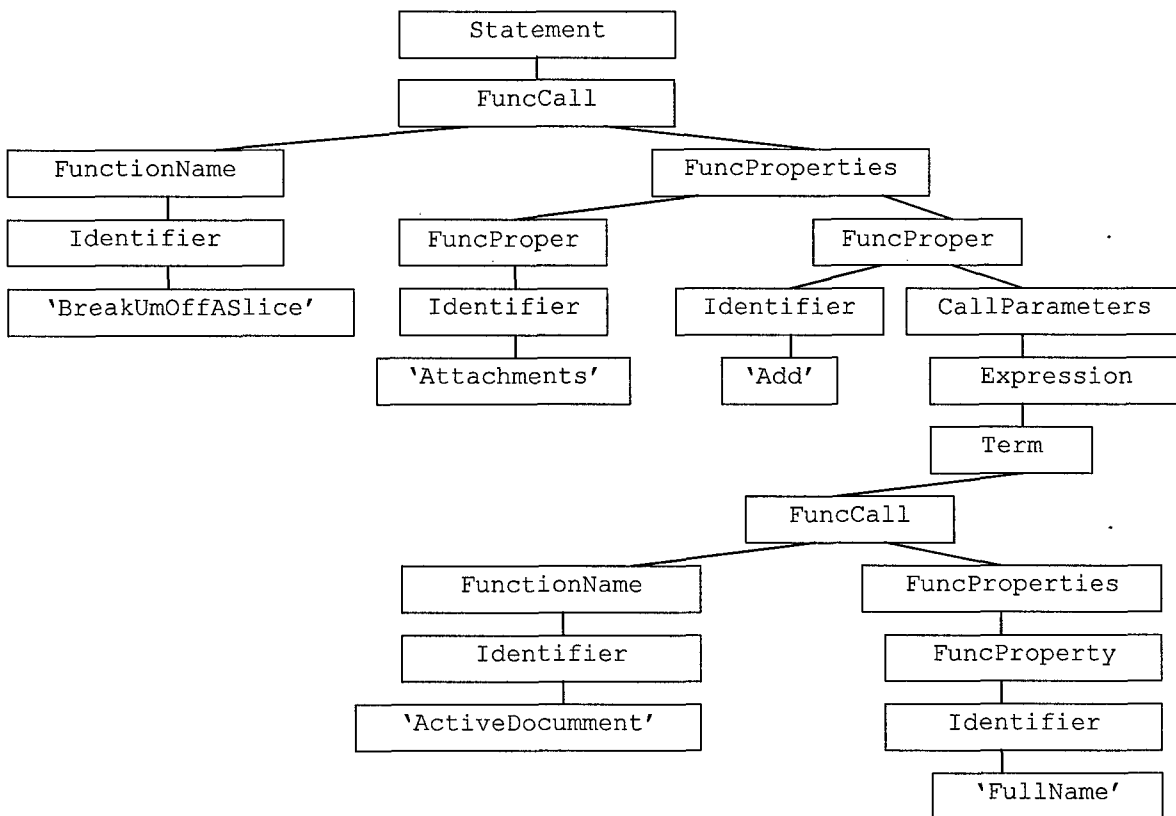 Statement
FuncCall
FunctionName
FuncProperties
Identifier
FuncProper
FuncProper
‘BreakUmOffASlice’
Identifier
Identifier
CallParameters
‘Attachments’
‘Add’
Expression
Term
FuncCall
FunctionName
FuncProperties
Identifier
FuncProperty
‘ActiveDocumment’
Identifier
‘FullName’